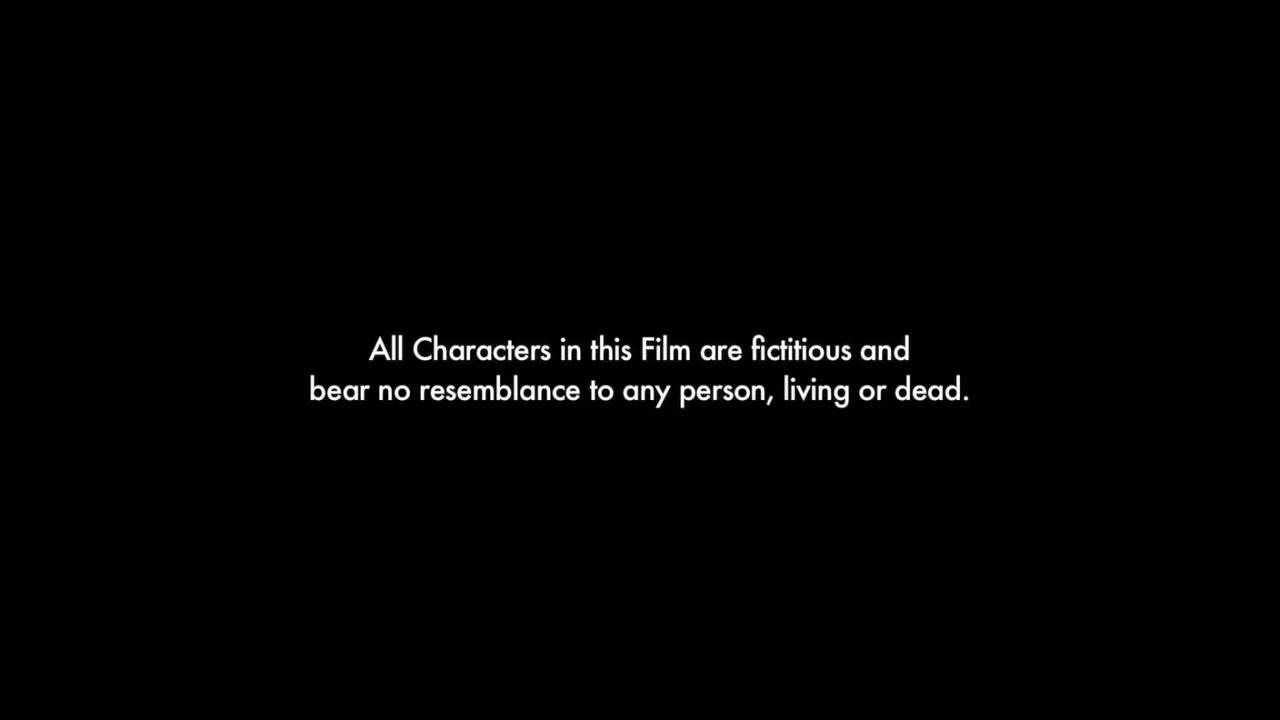 All Characters in this Film are fictitious and
bear no resemblance to any person, living or dead.